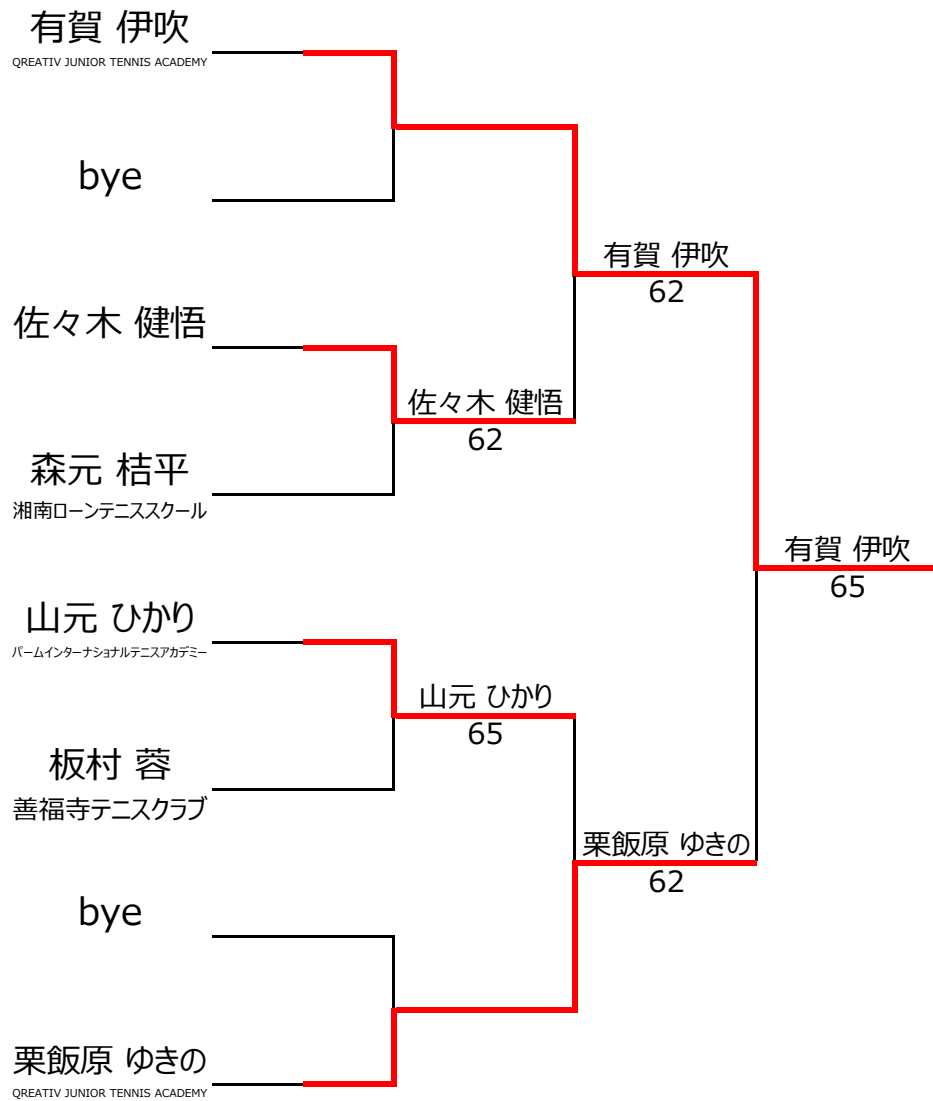 有賀 伊吹
QREATIV JUNIOR TENNIS ACADEMY
bye
有賀 伊吹
62
佐々木 健悟
佐々木 健悟
62
森元 桔平
湘南ローンテニススクール
有賀 伊吹
65
山元 ひかり
パームインターナショナルテニスアカデミー
山元 ひかり
65
板村 蓉
善福寺テニスクラブ
栗飯原 ゆきの
62
bye
栗飯原 ゆきの
QREATIV JUNIOR TENNIS ACADEMY